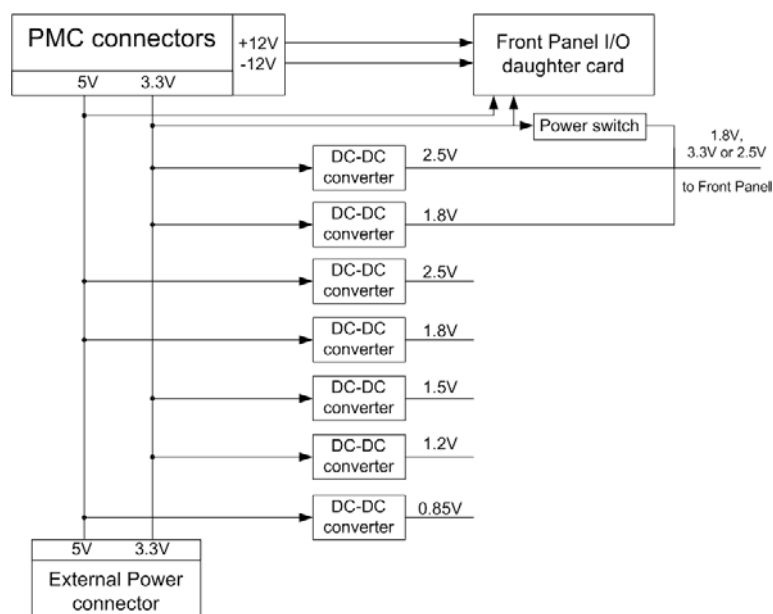 PMC connectors
+12V
-12V
5V
3.3V
Front Panel I/O
daughter card
Power switch
1.8V,
3.3V or 2.5V
to Front Panel
DC-DC
converter
2.5V
DC-DC
converter
1.8V
DC-DC
converter
2.5V
DC-DC
converter
1.8V
DC-DC
converter
1.5V
DC-DC
converter
1.2V
DC-DC
converter
0.85V
5V
3.3V
External Power
connector